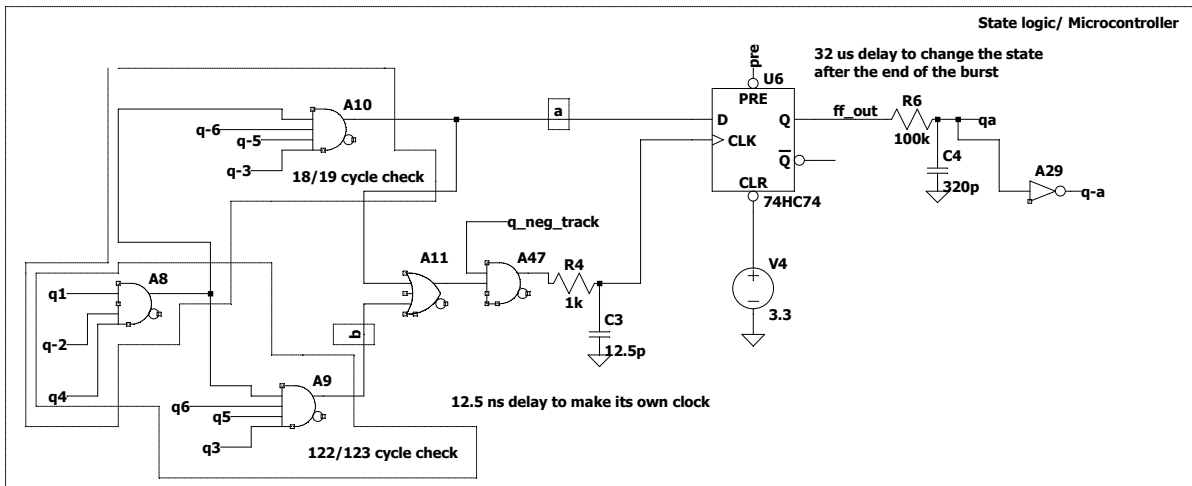 State logic/ Microcontroller
32 us delay to change the state
after the end of the burst
pre
U6
PRE
D
Q
CLK
Q
CLR
74HC74
ff_out
R6
100k
qa
C4
320p
A29
q-a
A10
q-6
q-5
q-3
18/19 cycle check
a
q_neg_track
A11
A47
R4
1k
C3
12.5p
V4
3.3
A8
q1
q-2
q4
b
A9
q6
q5
q3
122/123 cycle check
12.5 ns delay to make its own clock